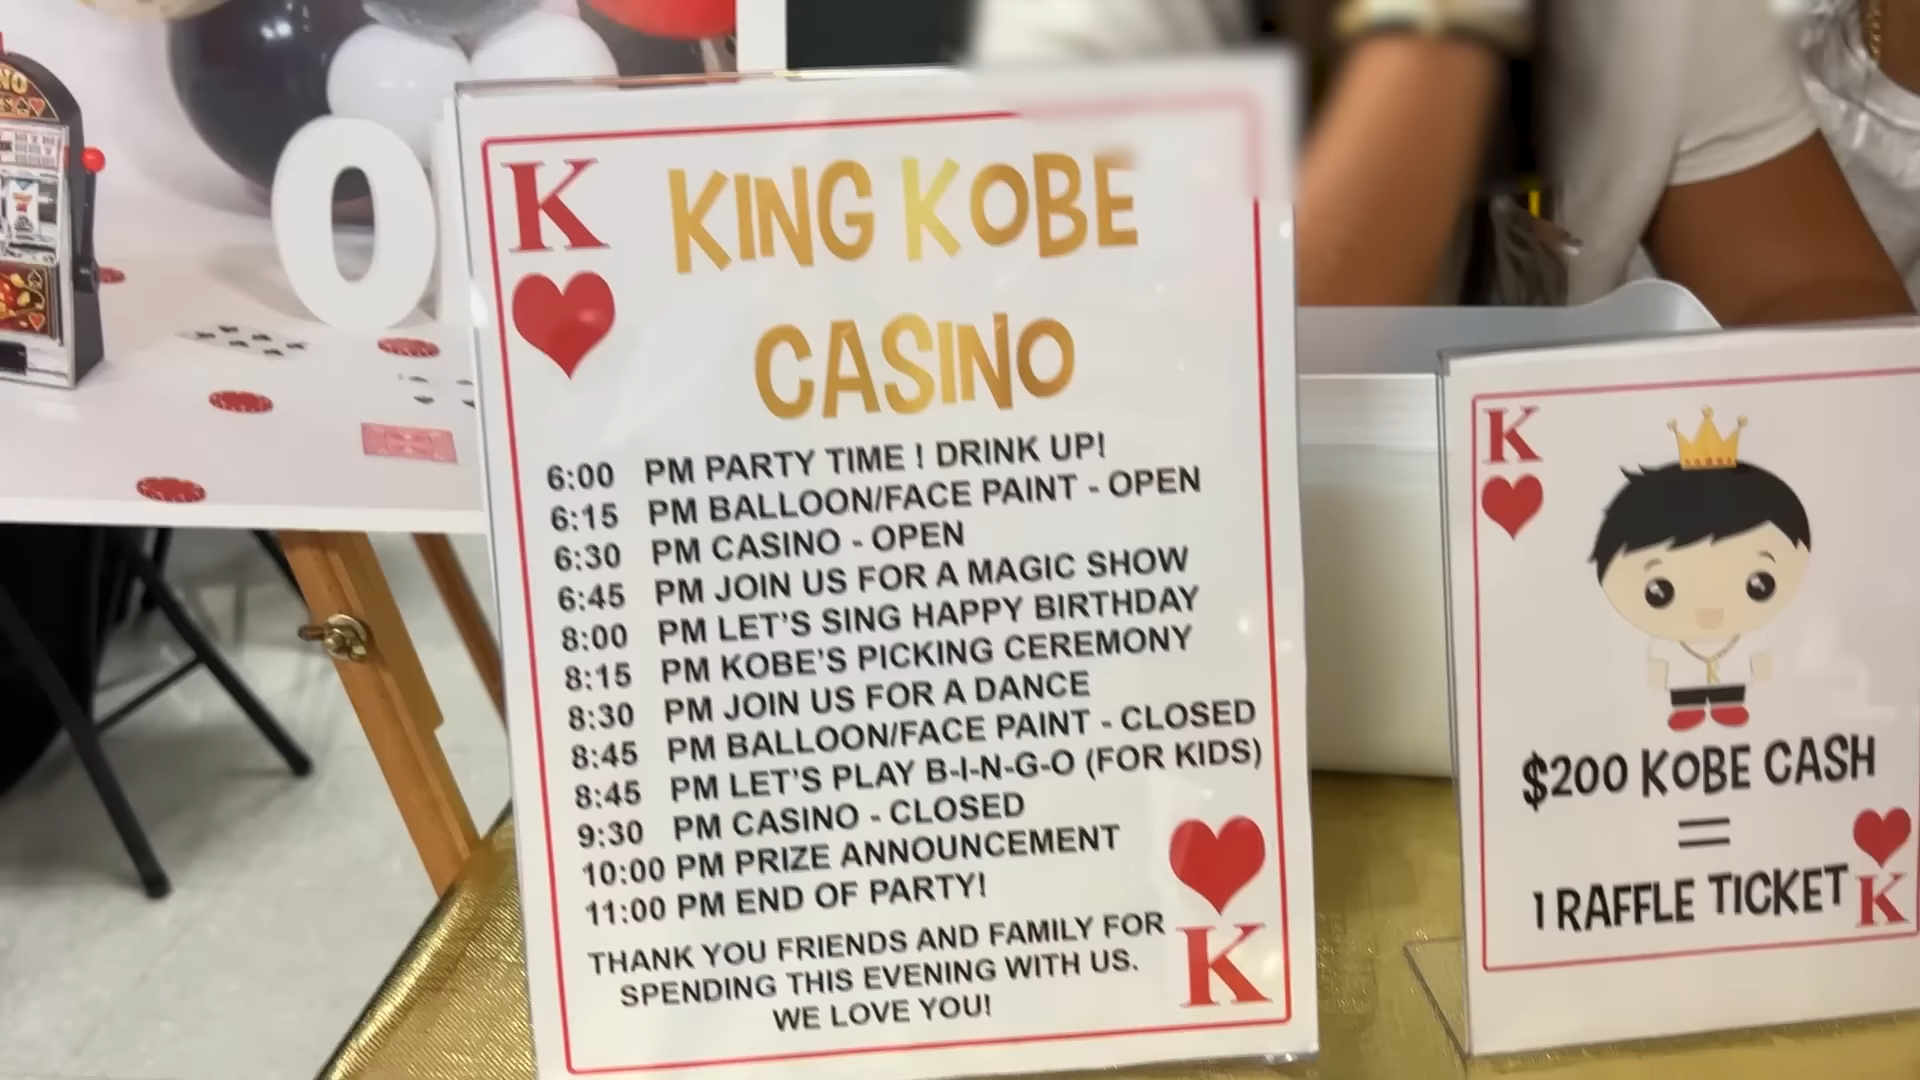 NO
O
K
KING KOBE
CASINO
6:00 PM PARTY TIME ! DRINK UP!
6:15 PM BALLOON/FACE PAINT - OPEN
6:30 PM CASINO - OPEN
6:45 PM JOIN US FOR A MAGIC SHOW
8:00 PM LET'S SING HAPPY BIRTHDAY
8:15 PM KOBE'S PICKING CEREMONY
8:30 PM JOIN US FOR A DANCE
8:45 PM BALLOON/FACE PAINT - CLOSED
8:45 PM LET'S PLAY B-I-N-G-O (FOR KIDS)
9:30 PM CASINO - CLOSED
10:00 PM PRIZE ANNOUNCEMENT
11:00 PM END OF PARTY!
THANK YOU FRIENDS AND FAMILY FOR
SPENDING THIS EVENING WITH US.
WE LOVE YOU!
K
K
$200 KOBE CASH
=
1 RAFFLE TICKET
K